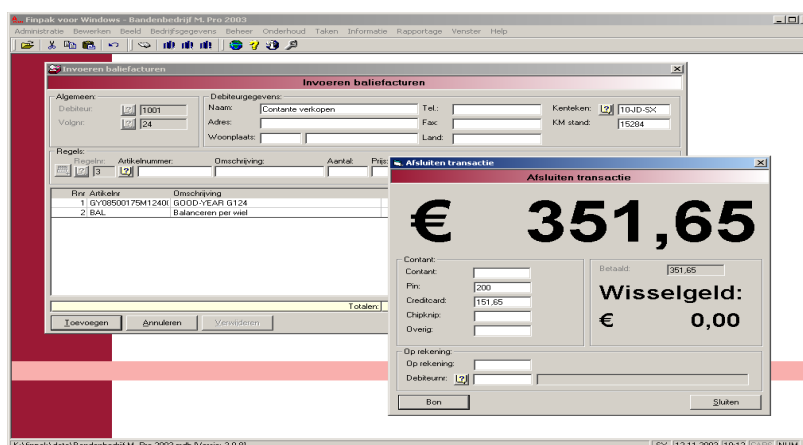 Finpak voor Windows - Bandenbedrijf M. Pro 2003
Administratie Bewerken Beeld Bedrijfsgegevens Beheer Onderhoud Taken Informatie Rapportage Venster Help
Invoeren baliefacturen
Invoeren baliefacturen
Algemeen:
Debiteur: 1001
Volgnr: 24
Debiteurgegevens:
Naam: Contante verkopen Tel.:
Adres: Fax:
Woonplaats: Land:
Kenteken: 10-JD-SX
KM stand: 15284
Regels:
Regelnr: Artikelnummer: Omschrijving: Aantal: Prijs:
3
Rnr Artikelnr Omschrijving
1 GY08500175M1240( GOOD-YEAR G124
2 BAL Balanceren per wiel
Totalen:
Toevoegen Annuleren Verwijderen
Afsluiten transactie
Afsluiten transactie
€ 351,65
Contant:
Contant:
Pin: 200
Creditcard: 151,65
Chipknip:
Overig:
Betaald: 351,65
Wisselgeld:
€ 0,00
Op rekening:
Op rekening:
Debiteurnr:
Bon Sluiten